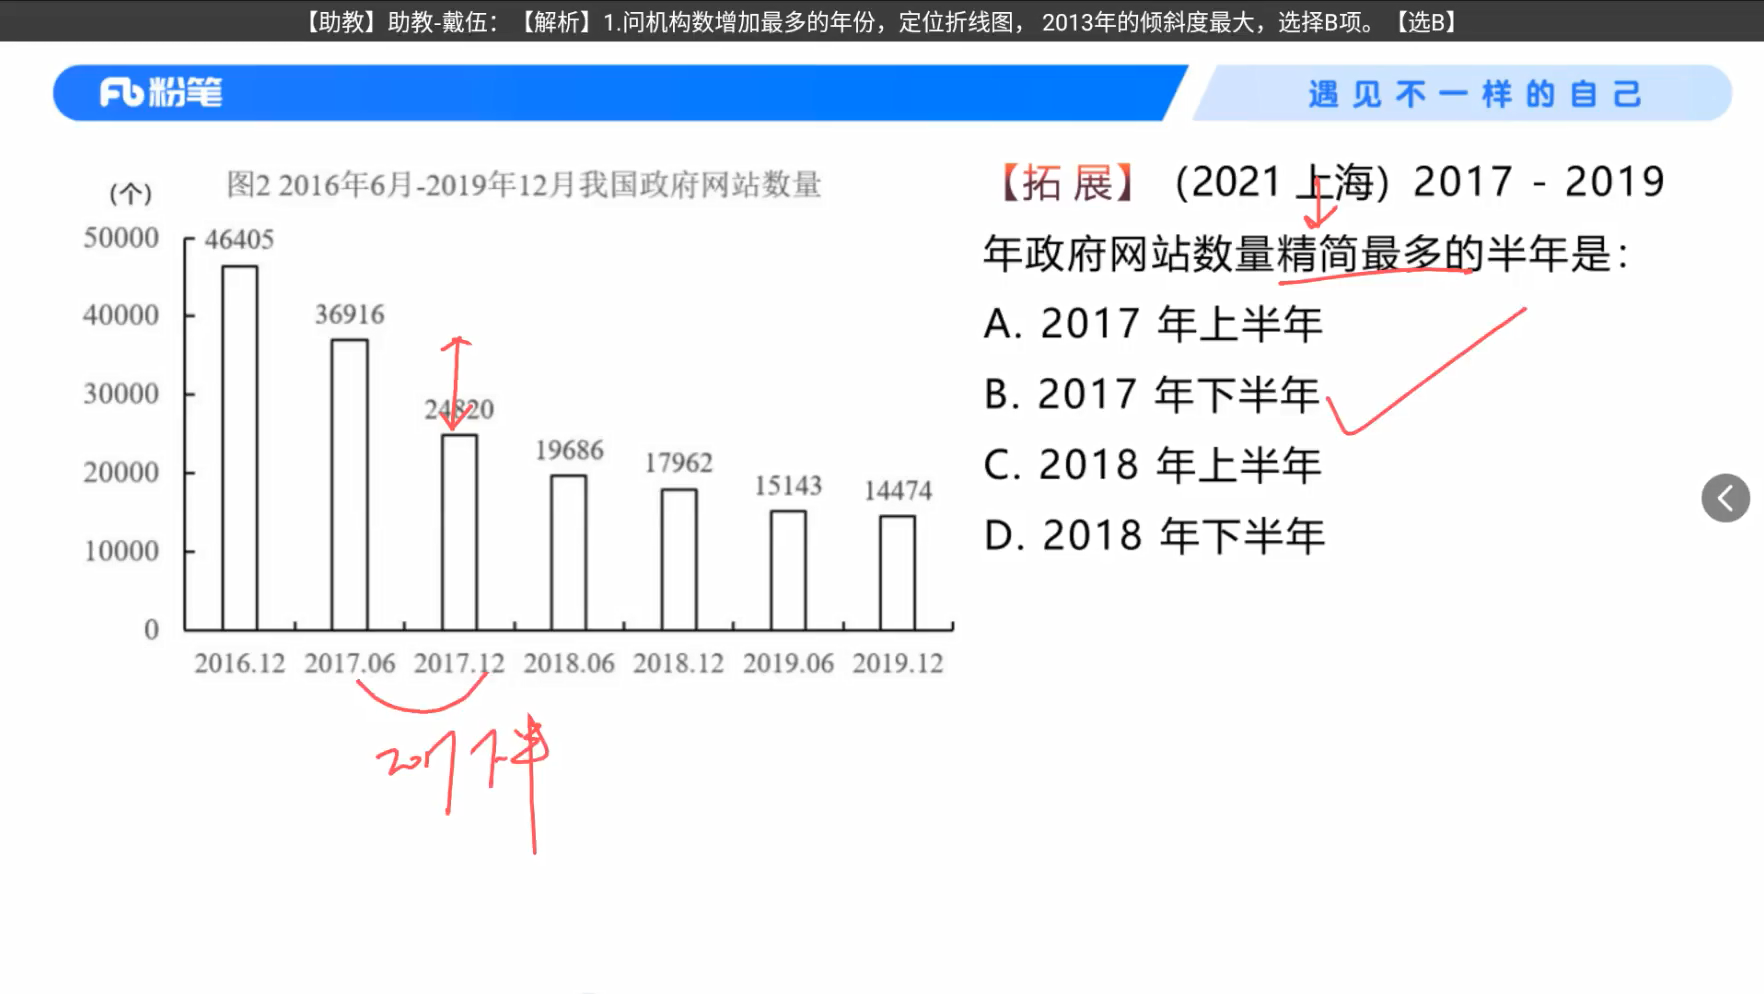 【助教】助教-戴伍：【解析】1.问机构数增加最多的年份，定位折线图， 2013年的倾斜度最大，选择B项。【选B】
粉笔
遇见不一样的自己
图2 2016年6月-2019年12月我国政府网站数量
(个)
50000
40000
30000
20000
10000
0
46405
36916
24820
19686
17962
15143
14474
2016.12 2017.06 2017.12 2018.06 2018.12 2019.06 2019.12
2017下半
【拓 展】 (2021 上海) 2017 - 2019
年政府网站数量精简最多的半年是：
A. 2017 年上半年
B. 2017 年下半年
C. 2018 年上半年
D. 2018 年下半年